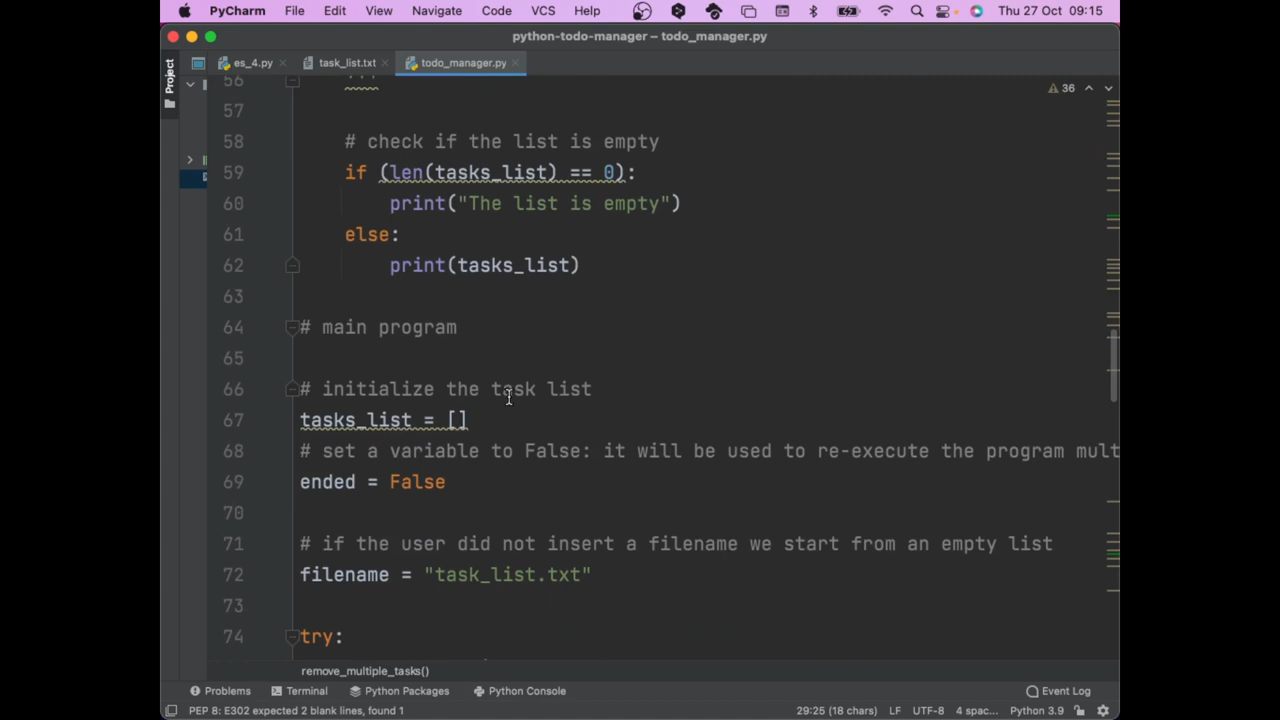 PyCharm File Edit View Navigate Code VCS Help Thu 27 Oct 09:15
python-todo-manager – todo_manager.py
Project
es_4.py task_list.txt todo_manager.py
56
36
57
58 # check if the list is empty
59 if (len(tasks_list) == 0):
60 print("The list is empty")
61 else:
62 print(tasks_list)
63
64 # main program
65
66 # initialize the task list
67 tasks_list = []
68 # set a variable to False: it will be used to re-execute the program mult
69 ended = False
70
71 # if the user did not insert a filename we start from an empty list
72 filename = "task_list.txt"
73
74 try:
remove_multiple_tasks()
Problems Terminal Python Packages Python Console Event Log
PEP 8: E302 expected 2 blank lines, found 1 29:25 (18 chars) LF UTF-8 4 spac... Python 3.9